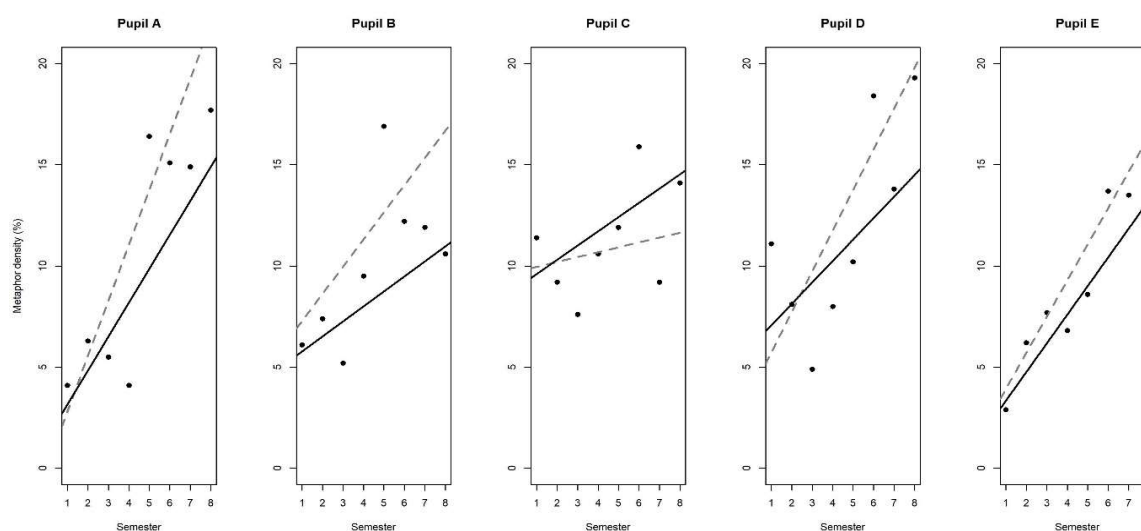 Pupil A Pupil B Pupil C Pupil D Pupil E
Metaphor density (%)
20 20 20 20 20
15 15 15 15 15
10 10 10 10 10
5 5 5 5 5
0 0 0 0 0
1 2 3 4 5 6 7 8 1 2 3 4 5 6 7 8 1 2 3 4 5 6 7 8 1 2 3 4 5 6 7 8 1 2 3 4 5 6 7
Semester Semester Semester Semester Semester